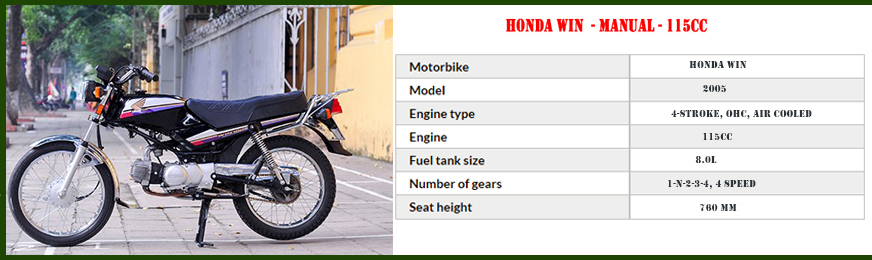 HONDA WIN - MANUAL - 115CC
Motorbike HONDA WIN
Model 2005
Engine type 4-STROKE, OHC, AIR COOLED
Engine 115CC
Fuel tank size 8.0L
Number of gears 1-N-2-3-4, 4 SPEED
Seat height 760 MM